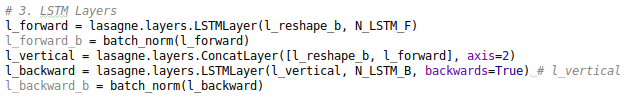 # 3. LSTM Layers
l_forward = lasagne.layers.LSTMLayer(l_reshape_b, N_LSTM_F)
l_forward_b = batch_norm(l_forward)
l_vertical = lasagne.layers.ConcatLayer([l_reshape_b, l_forward], axis=2)
l_backward = lasagne.layers.LSTMLayer(l_vertical, N_LSTM_B, backwards=True) # l_vertical
l_backward_b = batch_norm(l_backward)